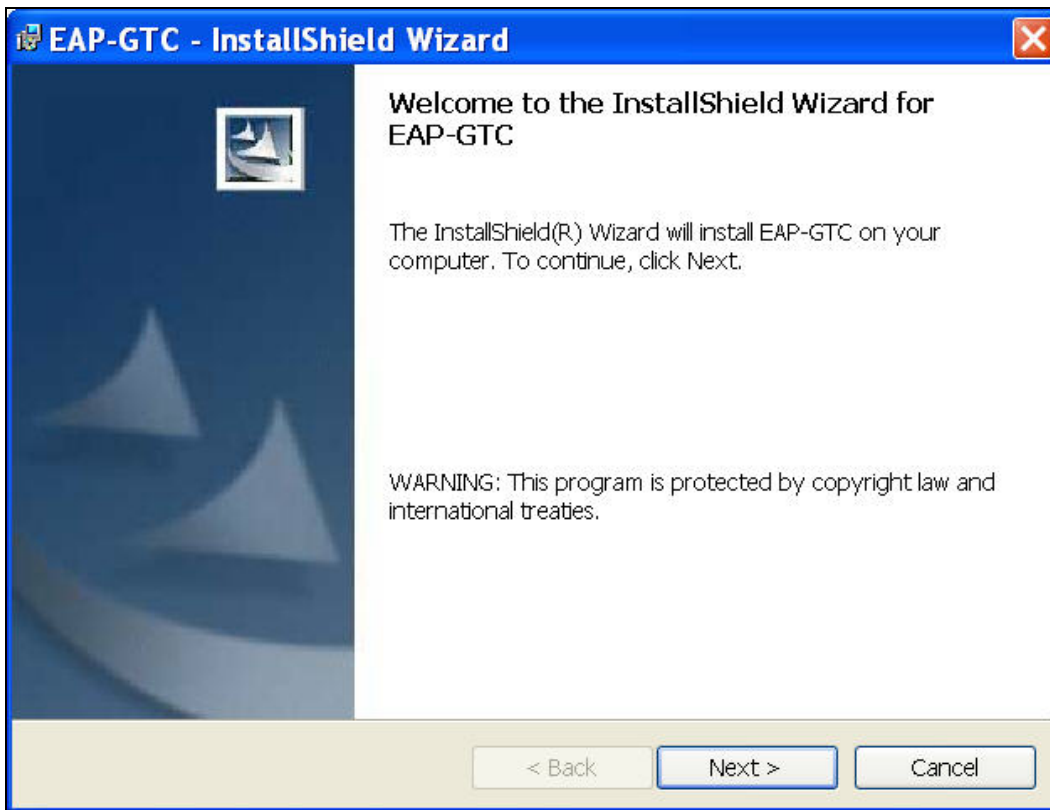 EAP-GTC - InstallShield Wizard
Welcome to the InstallShield Wizard for
EAP-GTC
The InstallShield(R) Wizard will install EAP-GTC on your
computer. To continue, click Next.
WARNING: This program is protected by copyright law and
international treaties.
< Back Next > Cancel